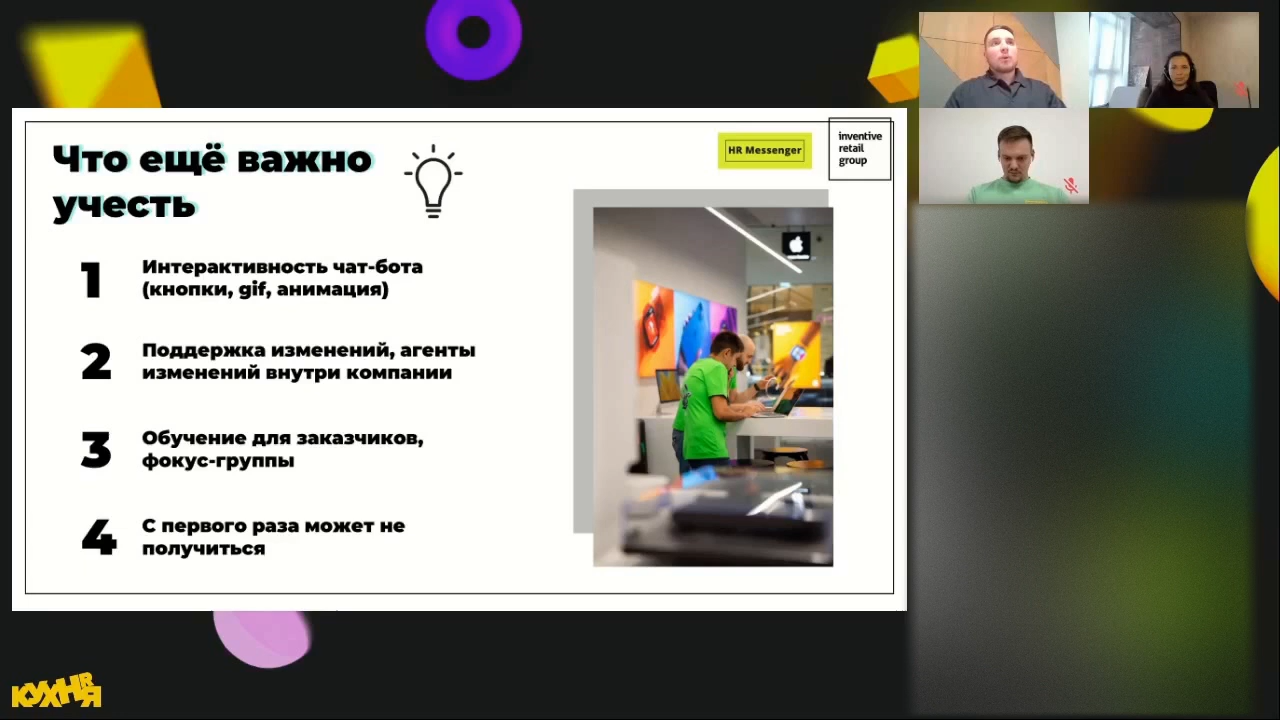 Что ещё важно
учесть
HR Messenger
inventive
retail
group
1
Интерактивность чат-бота
(кнопки, gif, анимация)
2
Поддержка изменений, агенты
изменений внутри компании
3
Обучение для заказчиков,
фокус-группы
4
С первого раза может не
получиться
КУХНЯ
HR